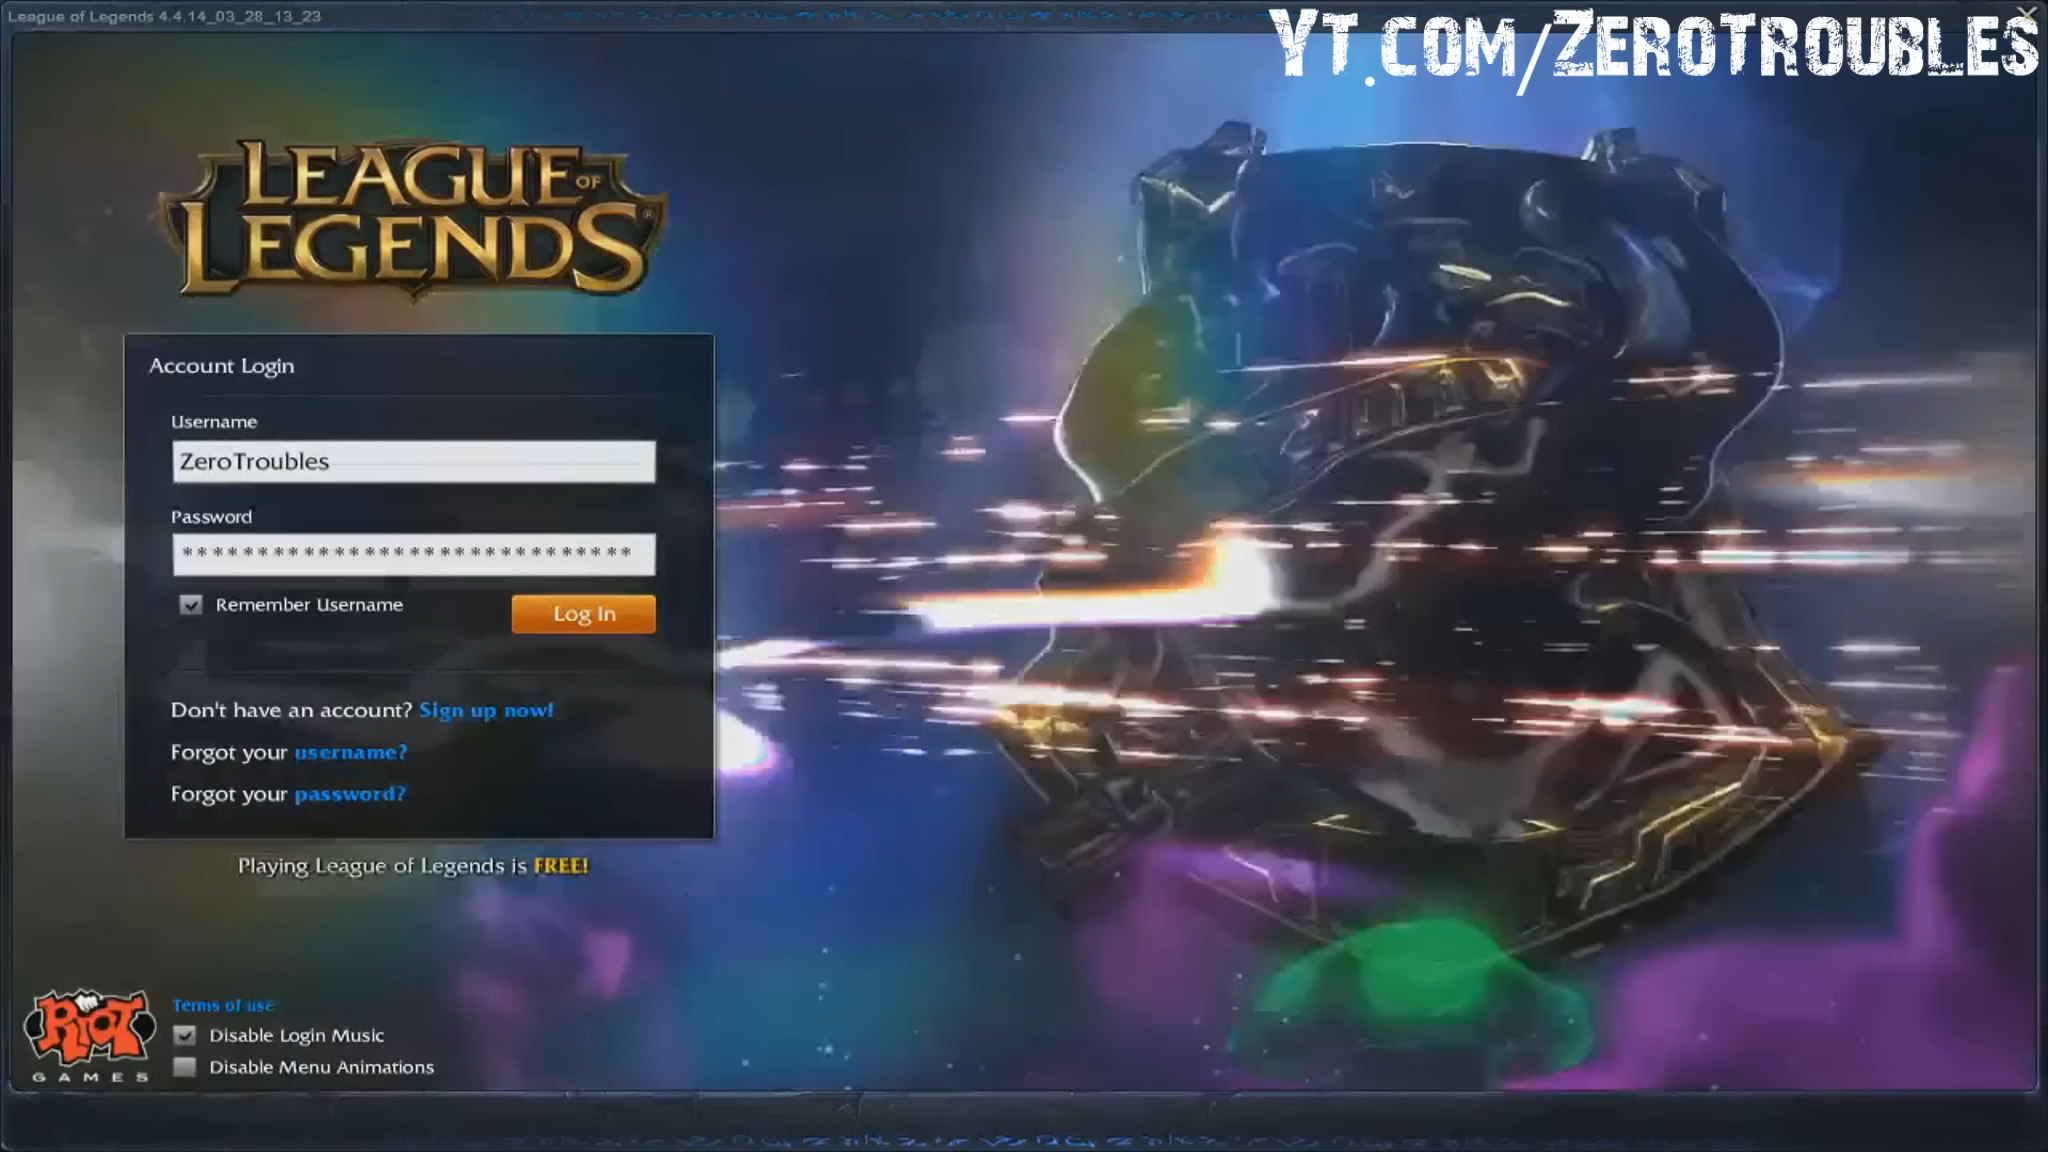 League of Legends 4.4.14_03_28_13_23
YT.COM/ZEROTROUBLES
LEAGUE OF
LEGENDS®
Account Login
Username
ZeroTroubles
Password
******************************
Remember Username
Log In
Don't have an account? Sign up now!
Forgot your username?
Forgot your password?
Playing League of Legends is FREE!
RIOT
GAMES
Terms of use
Disable Login Music
Disable Menu Animations